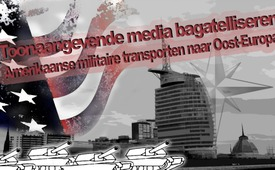 Toonaangevende media bagatelliseren
Amerikaanse militaire transporten naar Oost-Europa